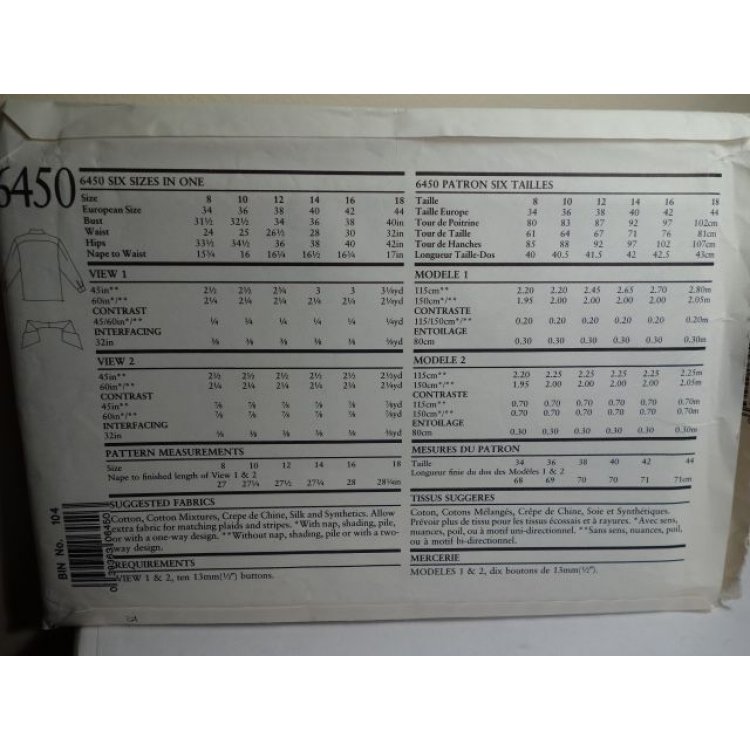 6450
6450 SIX SIZES IN ONE
Size 8 10 12 14 16 18
European Size 34 36 38 40 42 44
Bust 31½ 32½ 34 36 38 40in
Waist 24 25 26½ 28 30 32in
Hips 33½ 34½ 36 38 40 42in
Nape to Waist 15¾ 16 16¼ 16½ 16¾ 17in
VIEW 1
45in** 2½ 2½ 2¾ 3 3 3⅛yd
60in*/** 2¼ 2¼ 2¼ 2¼ 2¼ 2¼yd
CONTRAST
45/60in*/** ¼ ¼ ¼ ¼ ¼ ¼yd
INTERFACING
32in ⅜ ⅜ ⅜ ⅜ ⅜ ⅜yd
VIEW 2
45in** 2½ 2½ 2½ 2½ 2½ 2½yd
60in*/** 2¼ 2¼ 2¼ 2¼ 2¼ 2¼yd
CONTRAST
45in** ⅞ ⅞ ⅞ ⅞ ⅞ ⅞yd
60in*/** ⅞ ⅞ ⅞ ⅞ ⅞ ⅞yd
INTERFACING
32in ⅜ ⅜ ⅜ ⅜ ⅜ ⅜yd
PATTERN MEASUREMENTS
Size 8 10 12 14 16 18
Nape to finished length of View 1 & 2
27 27¼ 27½ 27¾ 28 28¼in
SUGGESTED FABRICS
Cotton, Cotton Mixtures, Crepe de Chine, Silk and Synthetics. Allow
extra fabric for matching plaids and stripes. *With nap, shading, pile,
or with a one-way design. **Without nap, shading, pile or with a two-
way design.
REQUIREMENTS
VIEW 1 & 2, ten 13mm(½") buttons.
BIN No. 104
6450 PATRON SIX TAILLES
Taille 8 10 12 14 16 18
Taille Europe 34 36 38 40 42 44
Tour de Poitrine 80 83 87 92 97 102cm
Tour de Taille 61 64 67 71 76 81cm
Tour de Hanches 85 88 92 97 102 107cm
Longueur Taille-Dos 40 40.5 41.5 42 42.5 43cm
MODELE 1
115cm** 2.20 2.20 2.45 2.65 2.70 2.80m
150cm*/** 1.95 2.00 2.00 2.00 2.00 2.05m
CONTRASTE
115/150cm*/** 0.20 0.20 0.20 0.20 0.20 0.20m
ENTOILAGE
80cm 0.30 0.30 0.30 0.30 0.30 0.30m
MODELE 2
115cm** 2.20 2.25 2.25 2.25 2.25 2.25m
150cm*/** 1.95 2.00 2.00 2.00 2.00 2.05m
CONTRASTE
115cm** 0.70 0.70 0.70 0.70 0.70 0.70m
150cm*/** 0.70 0.70 0.70 0.70 0.70 0.70m
ENTOILAGE
80cm 0.30 0.30 0.30 0.30 0.30 0.30m
MESURES DU PATRON
Taille 34 36 38 40 42 44
Longueur finie du dos des Modèles 1 & 2
68 69 70 70 71 71cm
TISSUS SUGGERES
Coton, Cotons Mélangés, Crêpe de Chine, Soie et Synthétiques.
Prévoir plus de tissu pour les tissus écossais et à rayures. *Avec sens,
nuances, poil, ou à motif uni-directionnel. **Sans sens, nuances, poil,
ou à motif bi-directionnel.
MERCERIE
MODELES 1 & 2, dix boutons de 13mm(½").